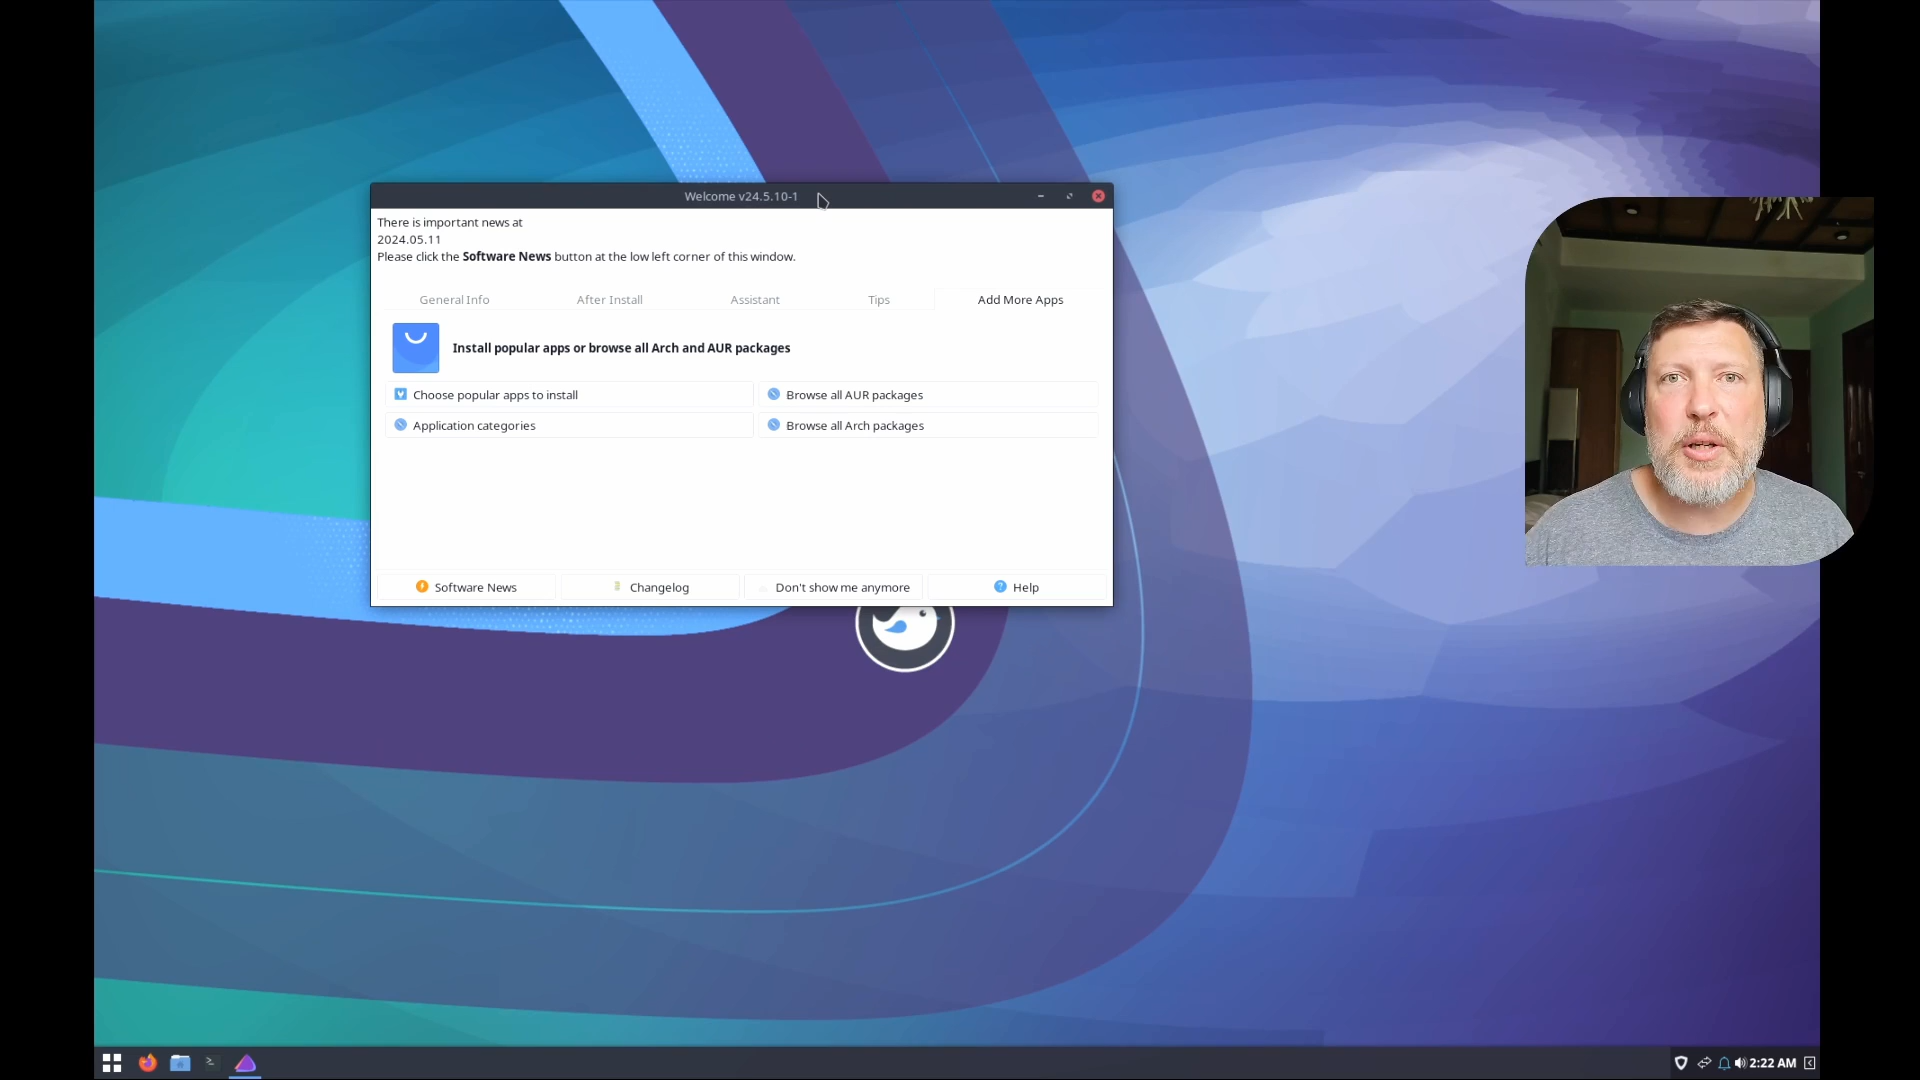 Welcome v24.5.10-1
There is important news at
2024.05.11
Please click the Software News button at the low left corner of this window.
General Info After Install Assistant Tips Add More Apps
Install popular apps or browse all Arch and AUR packages
Choose popular apps to install Browse all AUR packages
Application categories Browse all Arch packages
Software News Changelog Don't show me anymore Help
2:22 AM